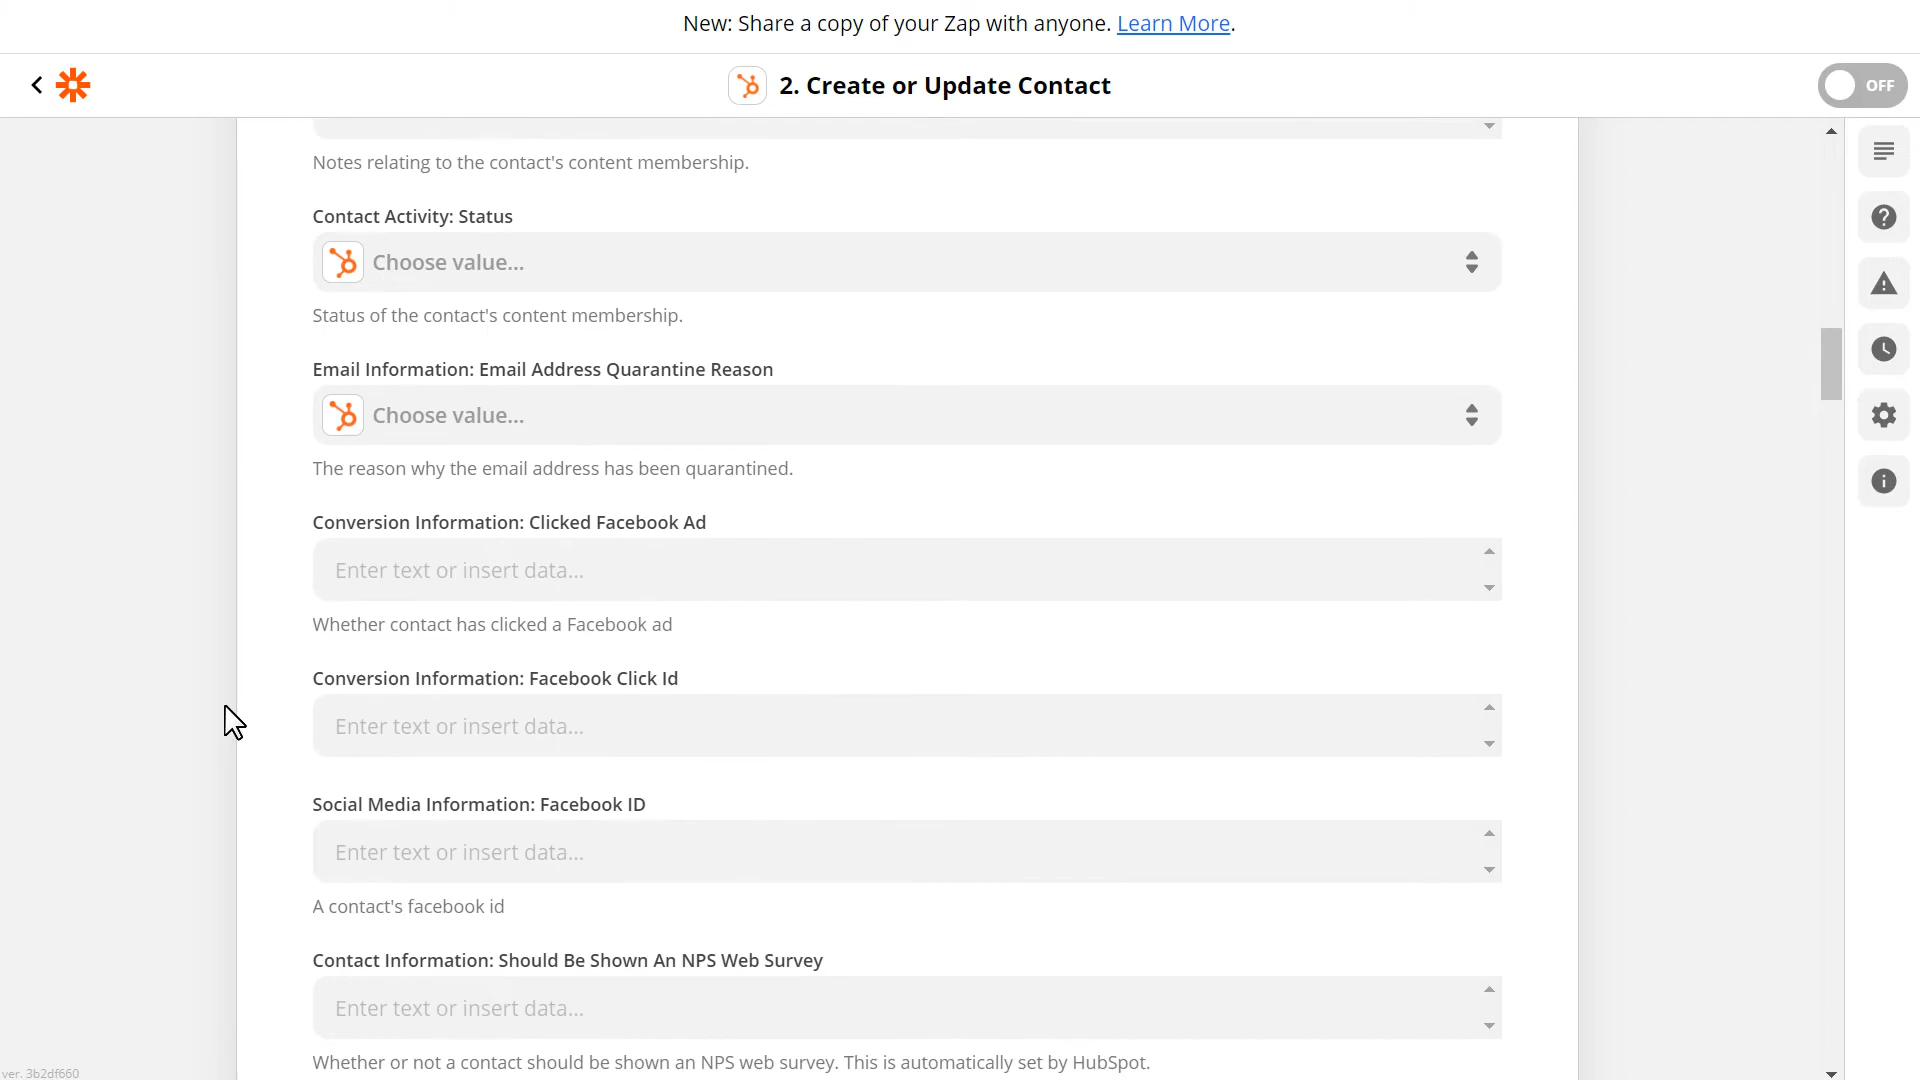 New: Share a copy of your Zap with anyone. Learn More.
2. Create or Update Contact
OFF
Notes relating to the contact's content membership.
Contact Activity: Status
Choose value...
Status of the contact's content membership.
Email Information: Email Address Quarantine Reason
Choose value...
The reason why the email address has been quarantined.
Conversion Information: Clicked Facebook Ad
Enter text or insert data...
Whether contact has clicked a Facebook ad
Conversion Information: Facebook Click Id
Enter text or insert data...
Social Media Information: Facebook ID
Enter text or insert data...
A contact's facebook id
Contact Information: Should Be Shown An NPS Web Survey
Enter text or insert data...
Whether or not a contact should be shown an NPS web survey. This is automatically set by HubSpot.
ver. 3b2df660